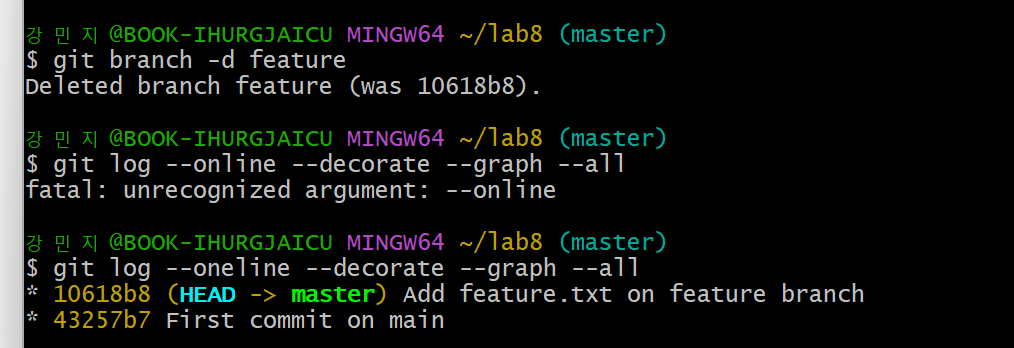 강 민 지 @BOOK-IHURGJAICU MINGW64 ~/lab8 (master)
$ git branch -d feature
Deleted branch feature (was 10618b8).
강 민 지 @BOOK-IHURGJAICU MINGW64 ~/lab8 (master)
$ git log --online --decorate --graph --all
fatal: unrecognized argument: --online
강 민 지 @BOOK-IHURGJAICU MINGW64 ~/lab8 (master)
$ git log --oneline --decorate --graph --all
* 10618b8 (HEAD -> master) Add feature.txt on feature branch
* 43257b7 First commit on main